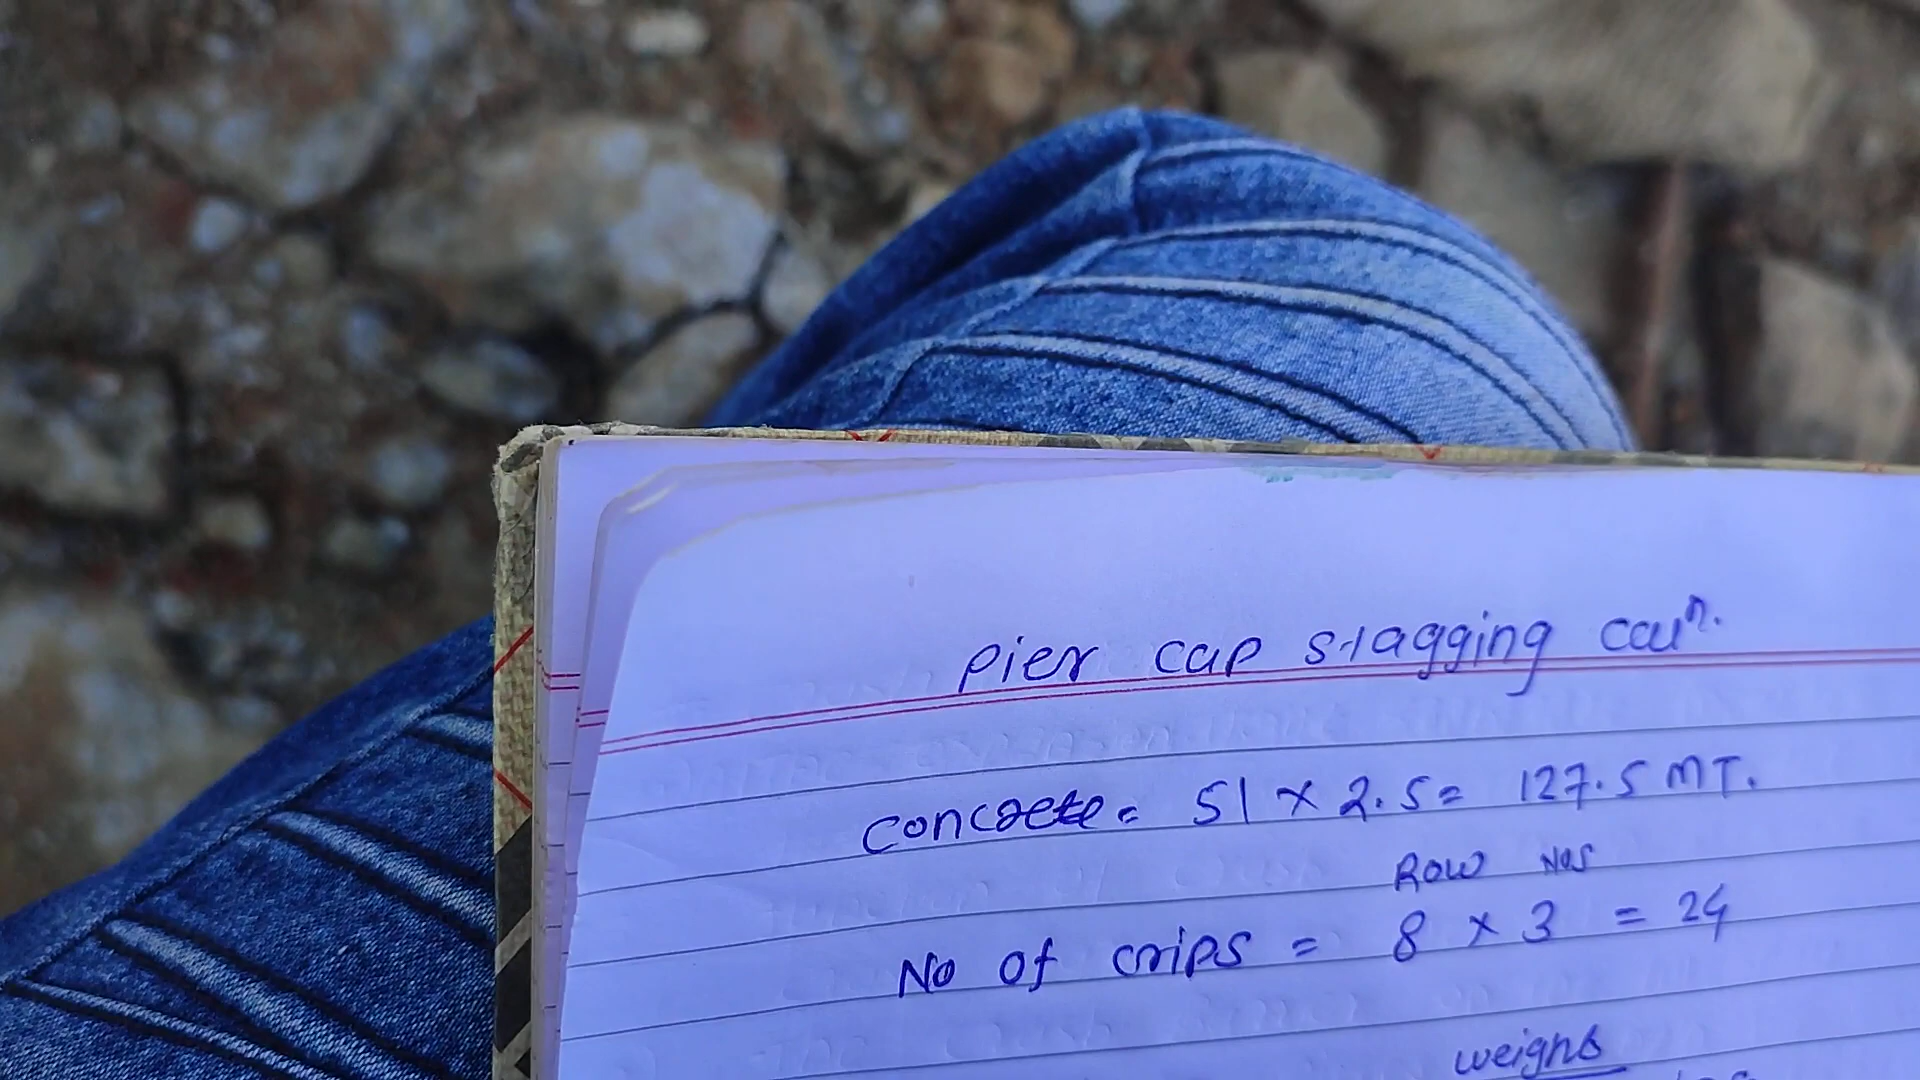 Pier cap stagging caln.
concrete = 51 x 2.5 = 127.5 MT.
Row Nos
No of crips = 8 x 3 = 24
weighs